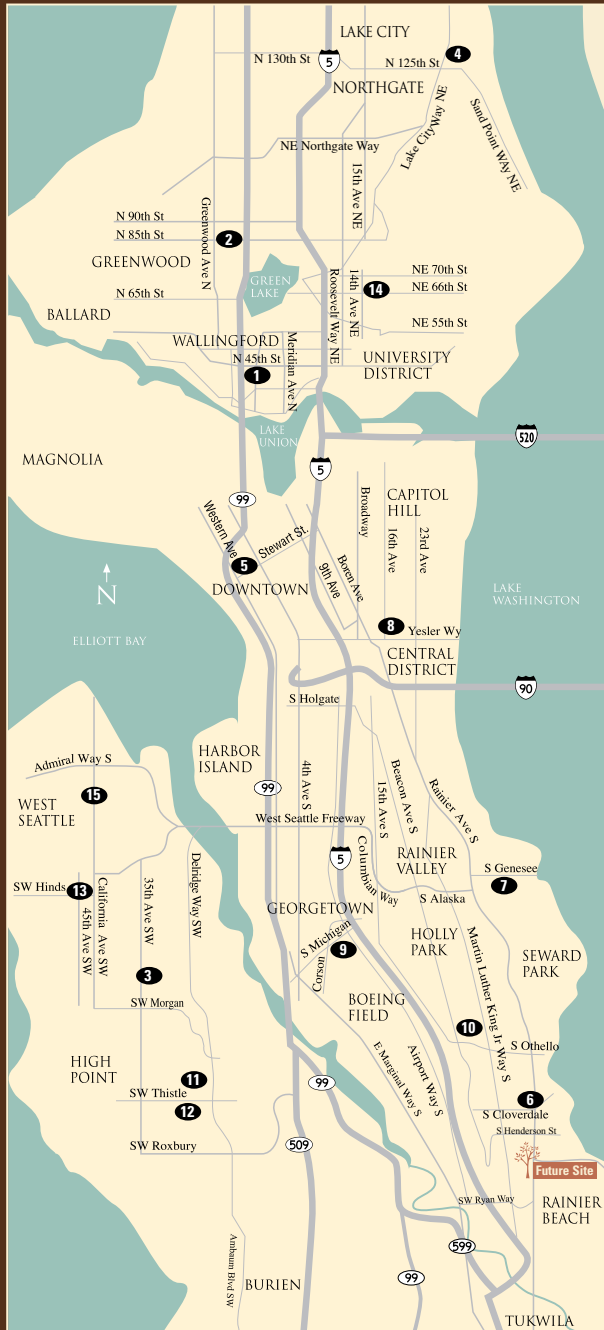 LAKE CITY
5
N 130th St
N 125th St
4
NORTHGATE
Lake CityWay NE
Sand Point WAy NE
NE Northgate Way
15th Ave NE
Greenwood Ave N
N 90th St
N 85th St
2
GREENWOOD
GREEN
LAKE
NE 70th St
NE 66th St
14
N 65th St
Roosevelt Way NE
14th Ave NE
BALLARD
NE 55th St
WALLINGFORD
Meridian Ave N
N 45th St
1
UNIVERSITY
DISTRICT
LAKE
UNION
520
MAGNOLIA
5
99
CAPITOL
HILL
Broadway
16th Ave
23rd Ave
Western Ave
Stewart St.
5
Boren Ave
9th Ave
DOWNTOWN
N
LAKE
WASHINGTON
8
Yesler Wy
ELLIOTT BAY
CENTRAL
DISTRICT
90
S Holgate
HARBOR
ISLAND
Admiral Way S
99
4th Ave S
15th Ave S
Beacon Ave S
Rainier Ave S
15
WEST
SEATTLE
West Seattle Freeway
5
Columbian Way
RAINIER
VALLEY
S Genesee
7
SW Hinds
13
California Ave SW
45th Ave SW
35th Ave SW
Delridge Way SW
S Alaska
GEORGETOWN
S Michigan
9
Corson
HOLLY
PARK
Martin Luther King Jr Way S
SEWARD
PARK
3
SW Morgan
BOEING
FIELD
10
S Othello
E Marginal Way S
Airport Way S
HIGH
POINT
11
SW Thistle
12
99
6
S Cloverdale
S Henderson St
SW Roxbury
509
Future Site
SW Ryan Way
RAINIER
BEACH
599
Ambaum Blvd SW
99
BURIEN
TUKWILA